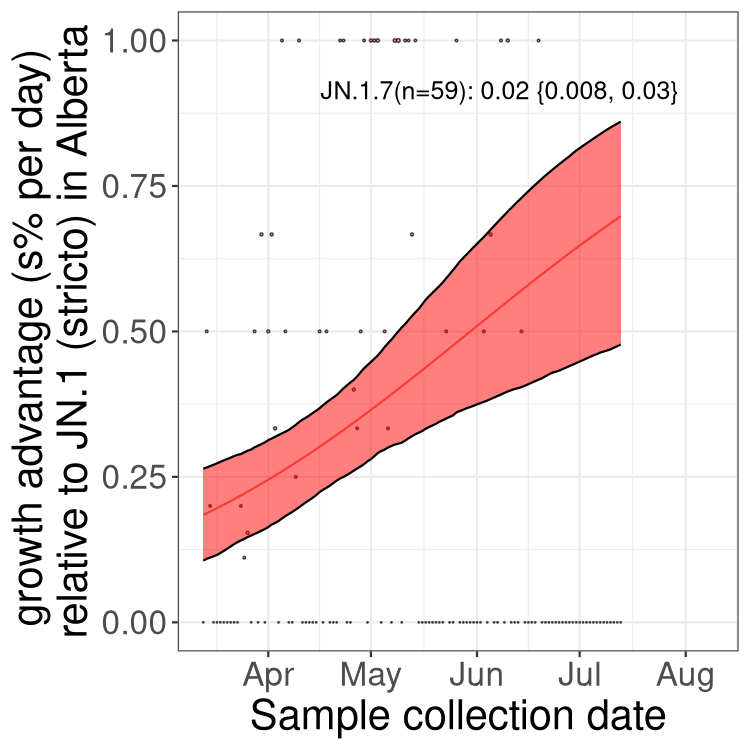 growth advantage (s% per day)
relative to JN.1 (stricto) in Alberta
1.00
0.75
0.50
0.25
0.00
JN.1.7(n=59): 0.02 {0.008, 0.03}
Apr May Jun Jul Aug
Sample collection date